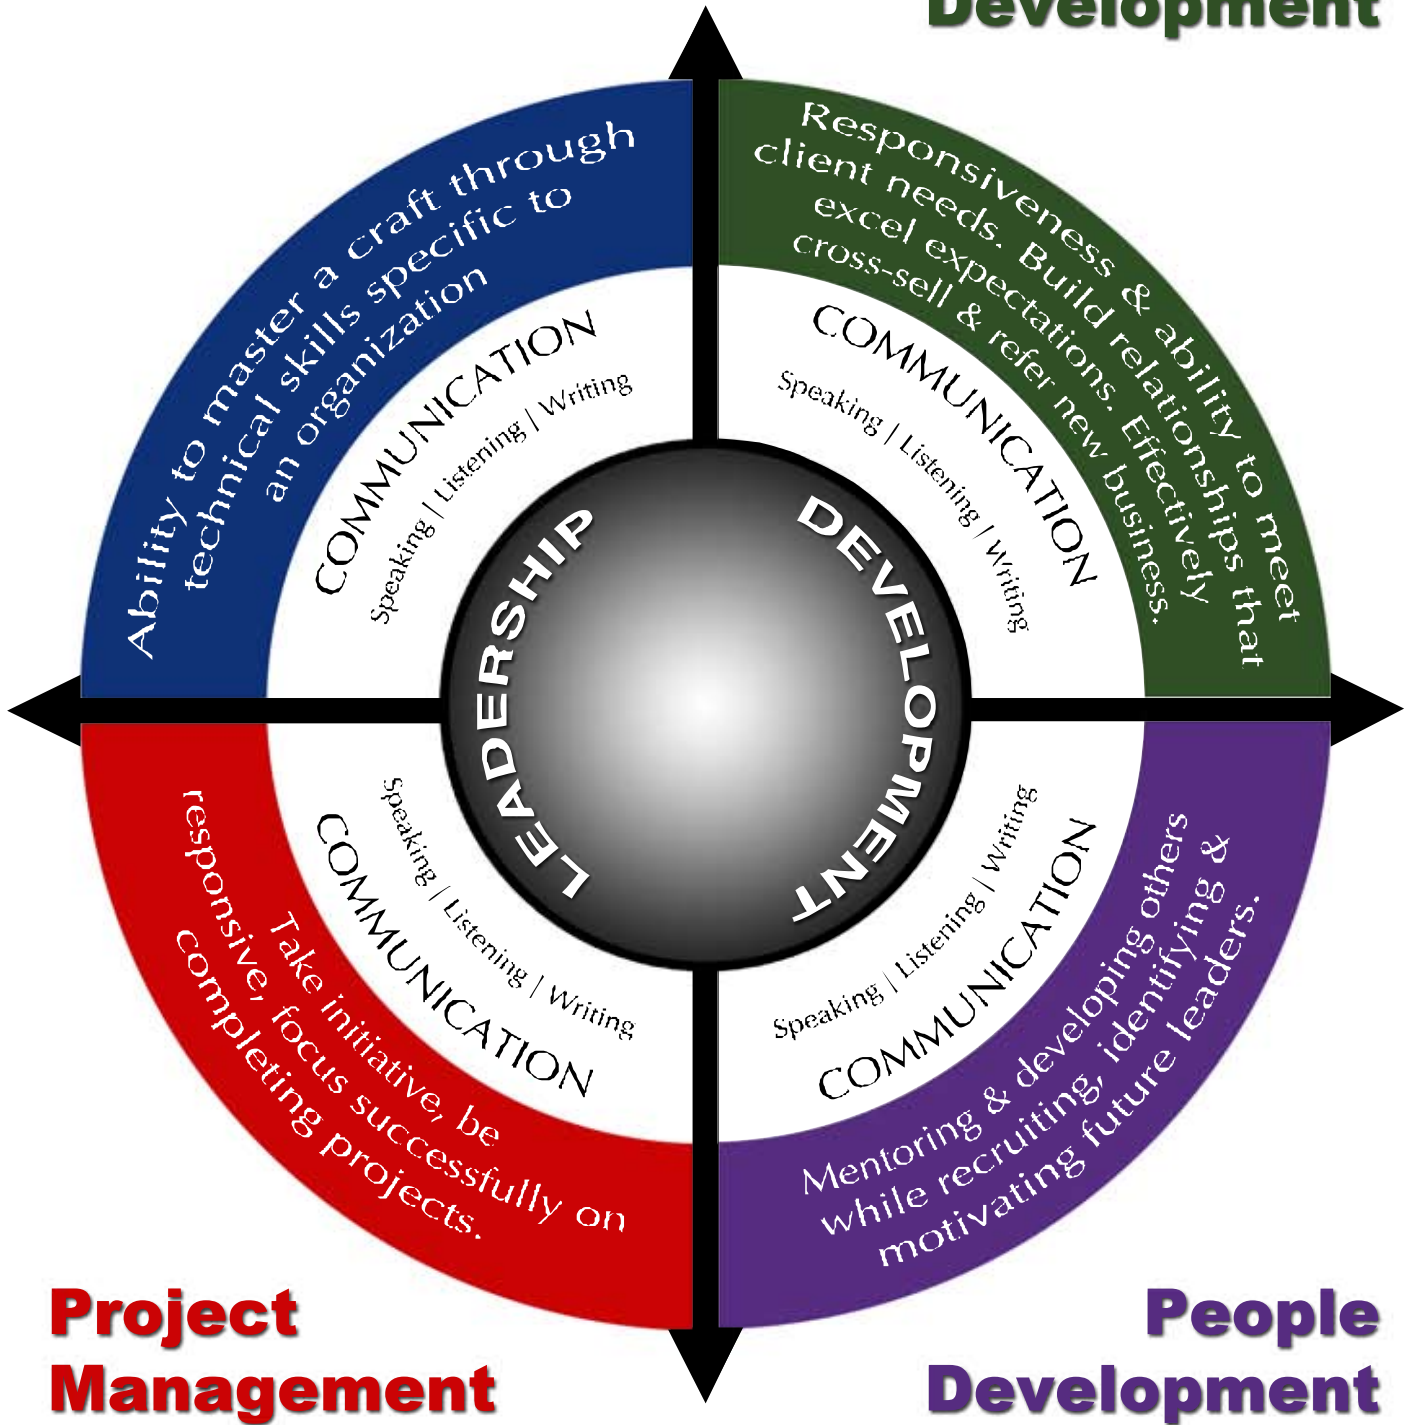 Development
Ability to master a craft through
technical skills specific to
an organization
COMMUNICATION
Speaking | Listening | Writing
Responsiveness & ability to meet
client needs. Build relationships that
excel expectations. Effectively
cross-sell & refer new business.
COMMUNICATION
Speaking | Listening | Writing
LEADERSHIP
DEVELOPMENT
Speaking | Listening | Writing
COMMUNICATION
Take initiative, be
responsive, focus successfully on
completing projects.
Speaking | Listening | Writing
COMMUNICATION
Mentoring & developing others
while recruiting, identifying &
motivating future leaders.
Project
Management
People
Development